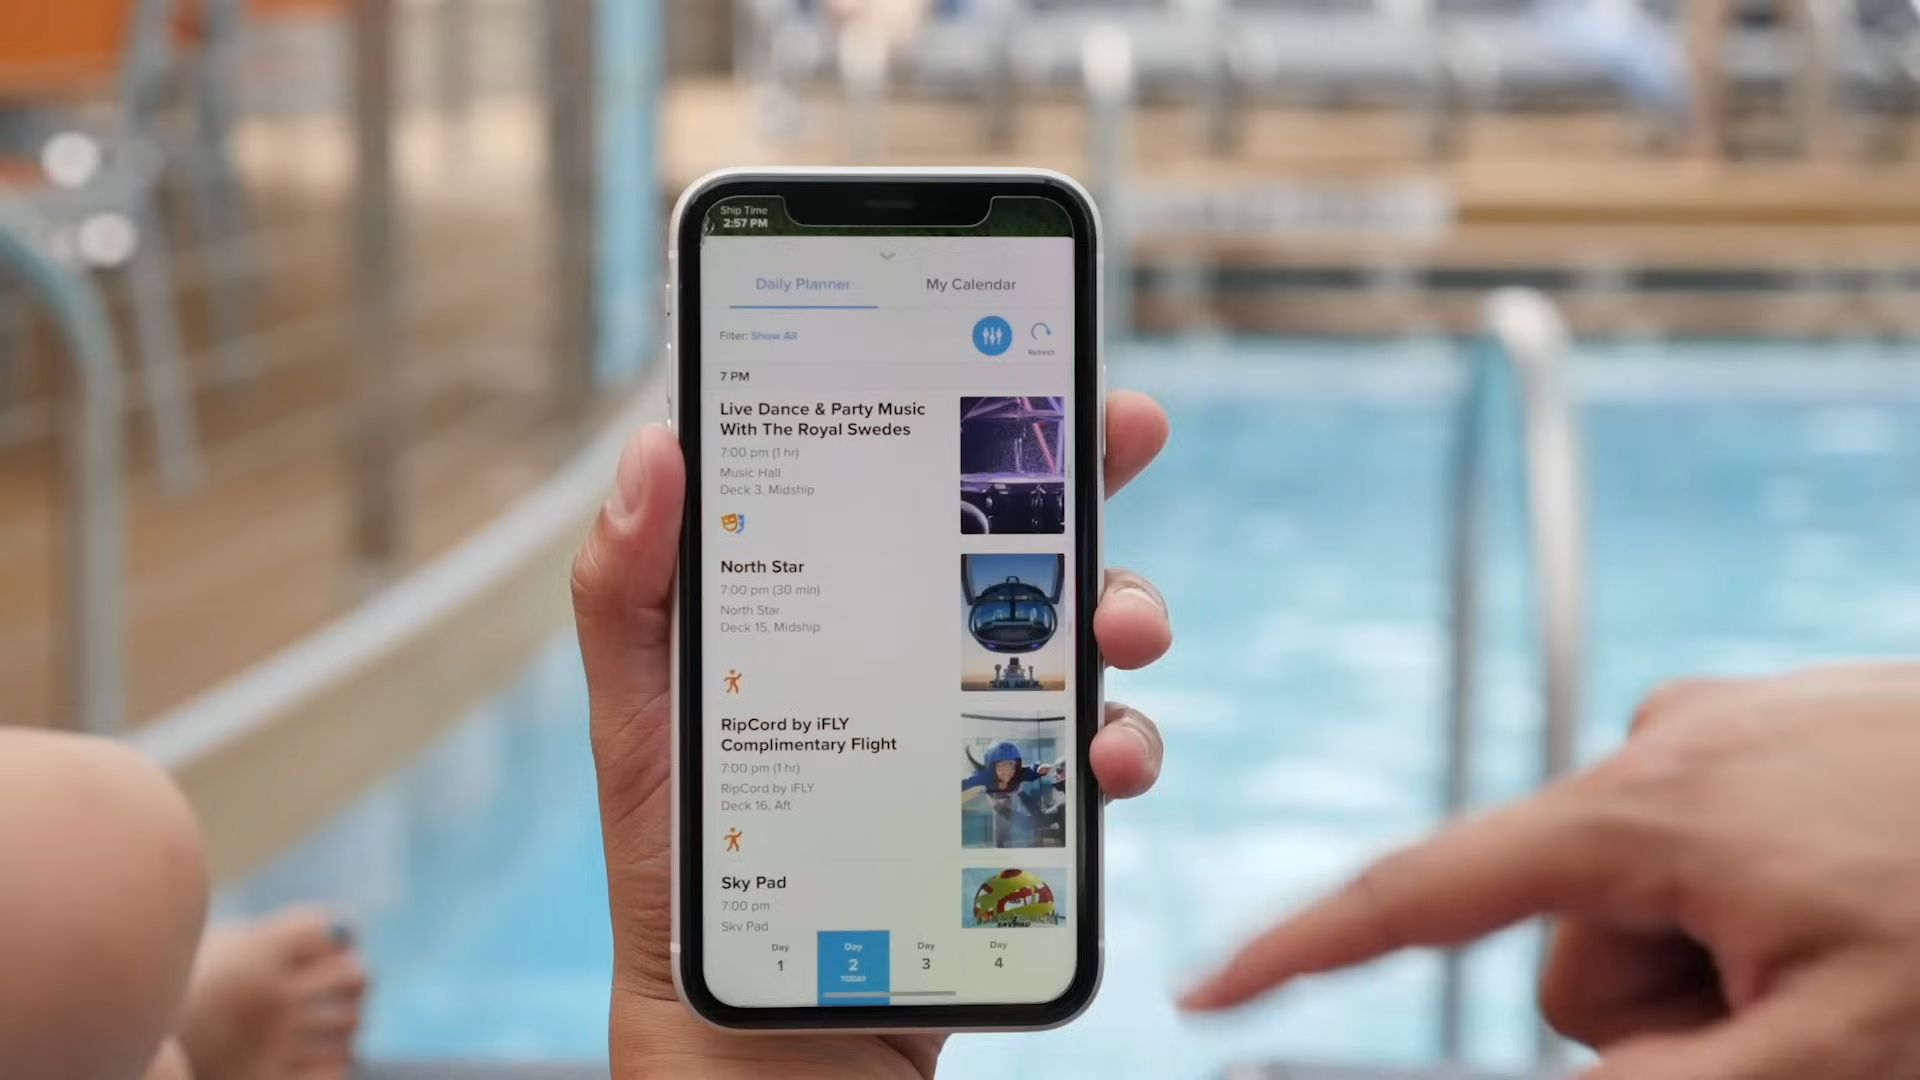 Ship Time
2:57 PM
Daily Planner
My Calendar
Filter: Show All
Refresh
7 PM
Live Dance & Party Music
With The Royal Swedes
7:00 pm (1 hr)
Music Hall
Deck 3, Midship
North Star
7:00 pm (30 min)
North Star
Deck 15, Midship
RipCord by iFLY
Complimentary Flight
7:00 pm (1 hr)
RipCord by iFLY
Deck 16, Aft
Sky Pad
7:00 pm
Sky Pad
Day
1
Day
2
TODAY
Day
3
Day
4